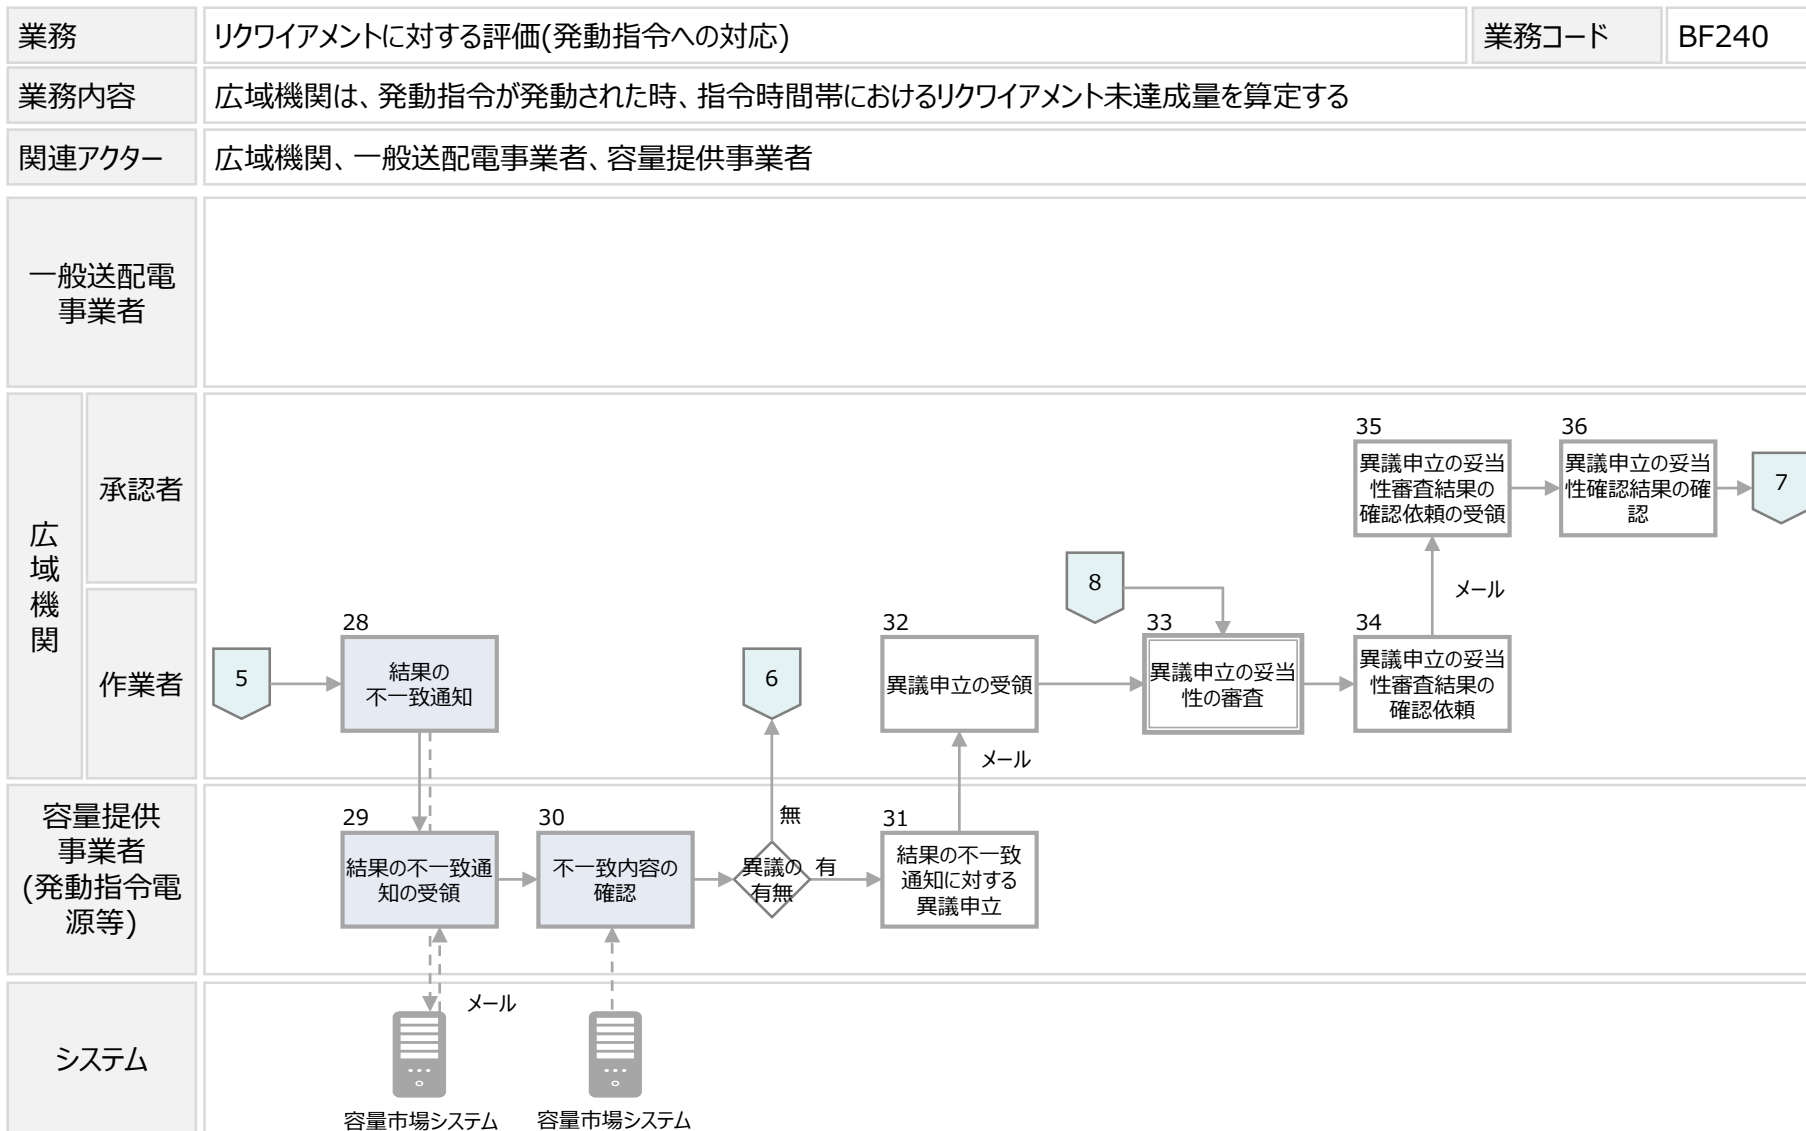 業務
リクワイアメントに対する評価(発動指令への対応)
業務コード
BF240
業務内容
広域機関は、発動指令が発動された時、指令時間帯におけるリクワイアメント未達成量を算定する
関連アクター
広域機関、一般送配電事業者、容量提供事業者
一般送配電
事業者
広
域
機
関
承認者
35
異議申立の妥当
性審査結果の
確認依頼の受領
36
異議申立の妥当
性確認結果の確
認
7
8
メール
作業者
5
28
結果の
不一致通知
6
32
異議申立の受領
33
異議申立の妥当
性の審査
34
異議申立の妥当
性審査結果の
確認依頼
メール
容量提供
事業者
(発動指令電
源等)
29
結果の不一致通
知の受領
30
不一致内容の
確認
無
異議の
有無
有
31
結果の不一致
通知に対する
異議申立
システム
メール
容量市場システム
容量市場システム